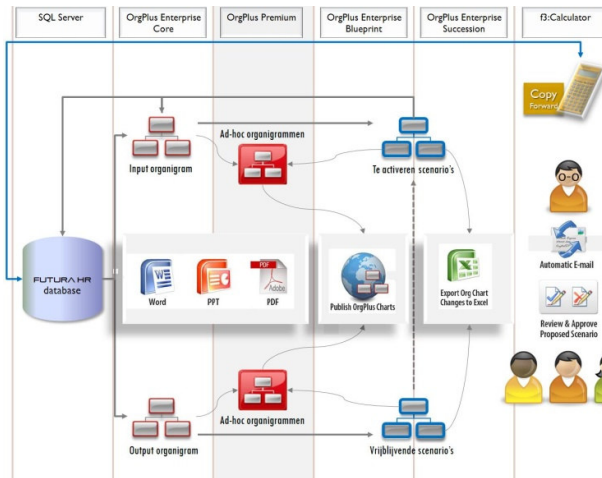 SQL Server
OrgPlus Enterprise
Core
OrgPlus Premium
OrgPlus Enterprise
Blueprint
OrgPlus Enterprise
Succession
f3:Calculator
Copy
Forward
Input organigram
Ad-hoc organigrammen
Te activeren scenario's
FUTURA HR
database
Word
PPT
PDF
Adobe
Publish OrgPlus Charts
Export Org Chart
Changes to Excel
Automatic E-mail
Review & Approve
Proposed Scenario
Ad-hoc organigrammen
Output organigram
Vrijblijvende scenario's